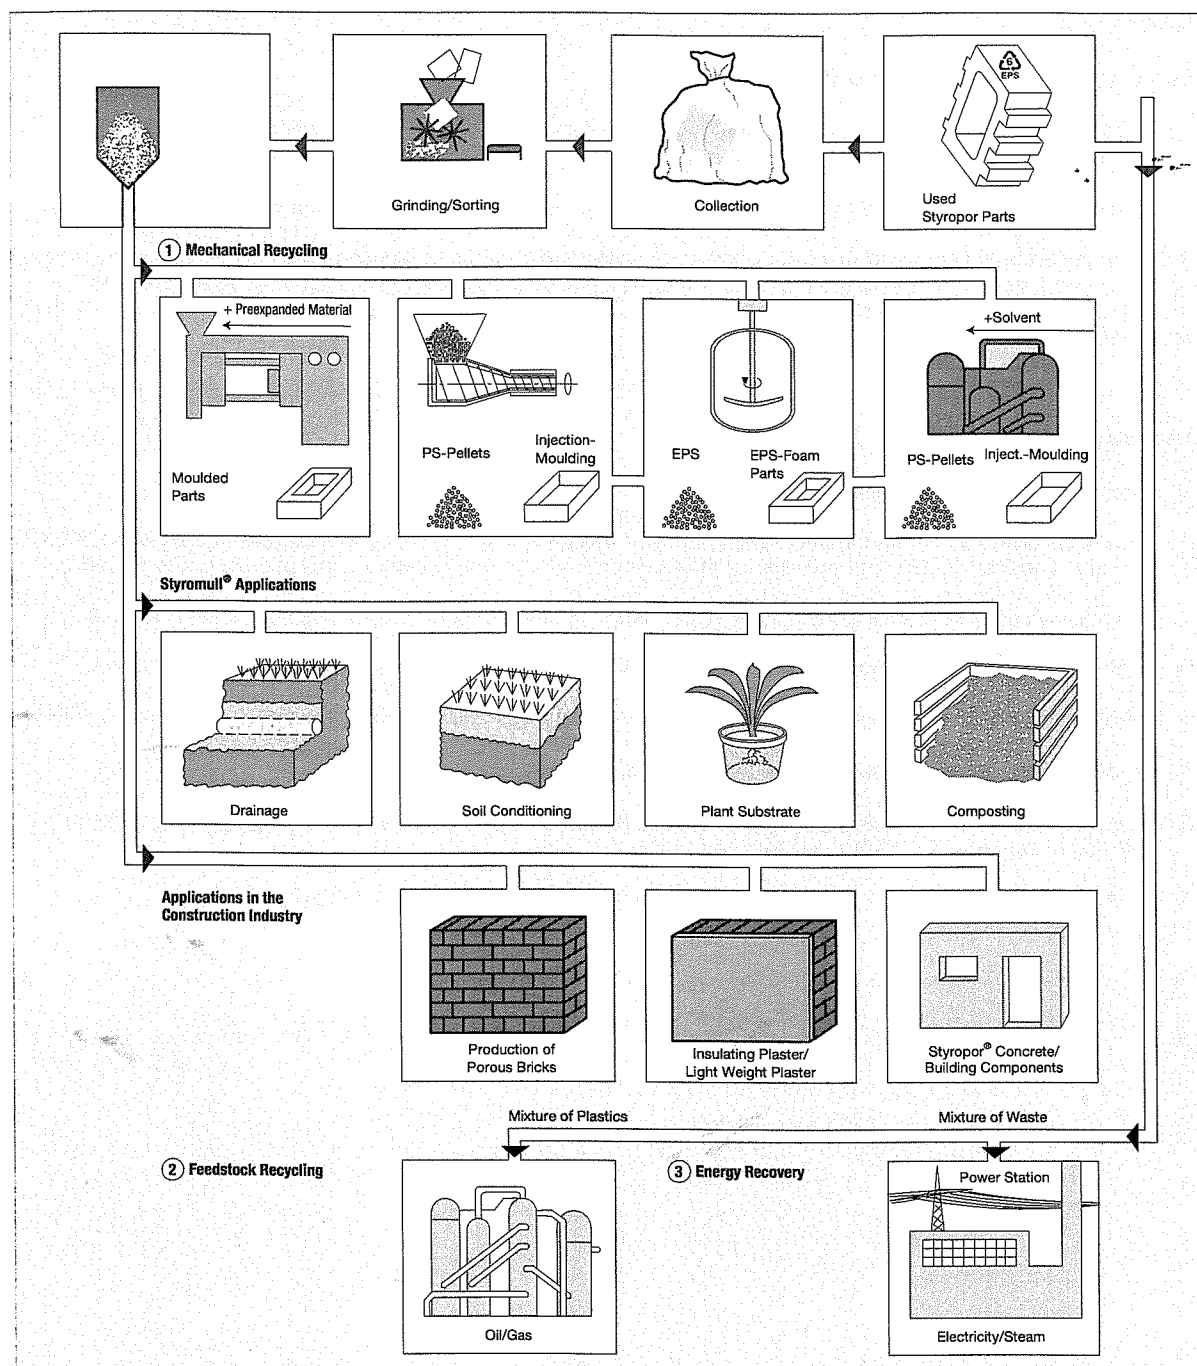 6
EPS
Grinding/Sorting
Collection
Used
Styropor Parts
1 Mechanical Recycling
+ Preexpanded Material
+Solvent
Moulded
Parts
PS-Pellets
Injection-
Moulding
EPS
EPS-Foam
Parts
PS-Pellets
Inject.-Moulding
Styromull® Applications
Drainage
Soil Conditioning
Plant Substrate
Composting
Applications in the
Construction Industry
Production of
Porous Bricks
Insulating Plaster/
Light Weight Plaster
Styropor® Concrete/
Building Components
Mixture of Plastics
Mixture of Waste
2 Feedstock Recycling
3 Energy Recovery
Power Station
Oil/Gas
Electricity/Steam